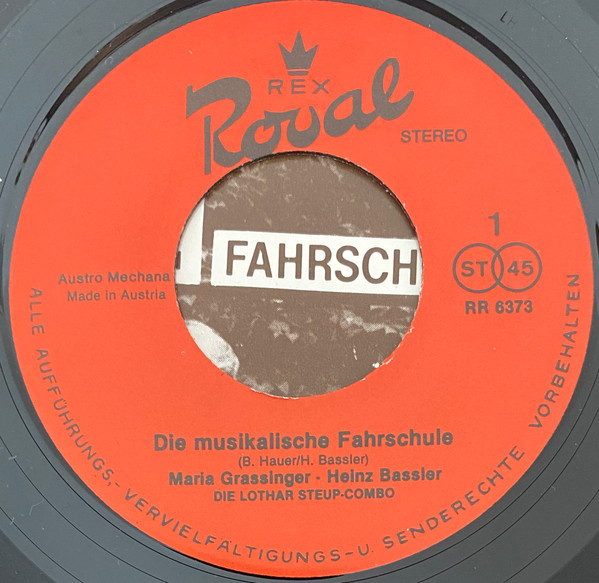 REX
Royal
STEREO
1
FAHRSCH
ST 45
RR 6373
Austro Mechana
Made in Austria
Die musikalische Fahrschule
(B. Hauer/H. Bassler)
Maria Grassinger · Heinz Bassler
DIE LOTHAR STEUP-COMBO
ALLE AUFFÜHRUNGS,- VERVIELFÄLTIGUNGS-U. SENDERECHTE VORBEHALTEN